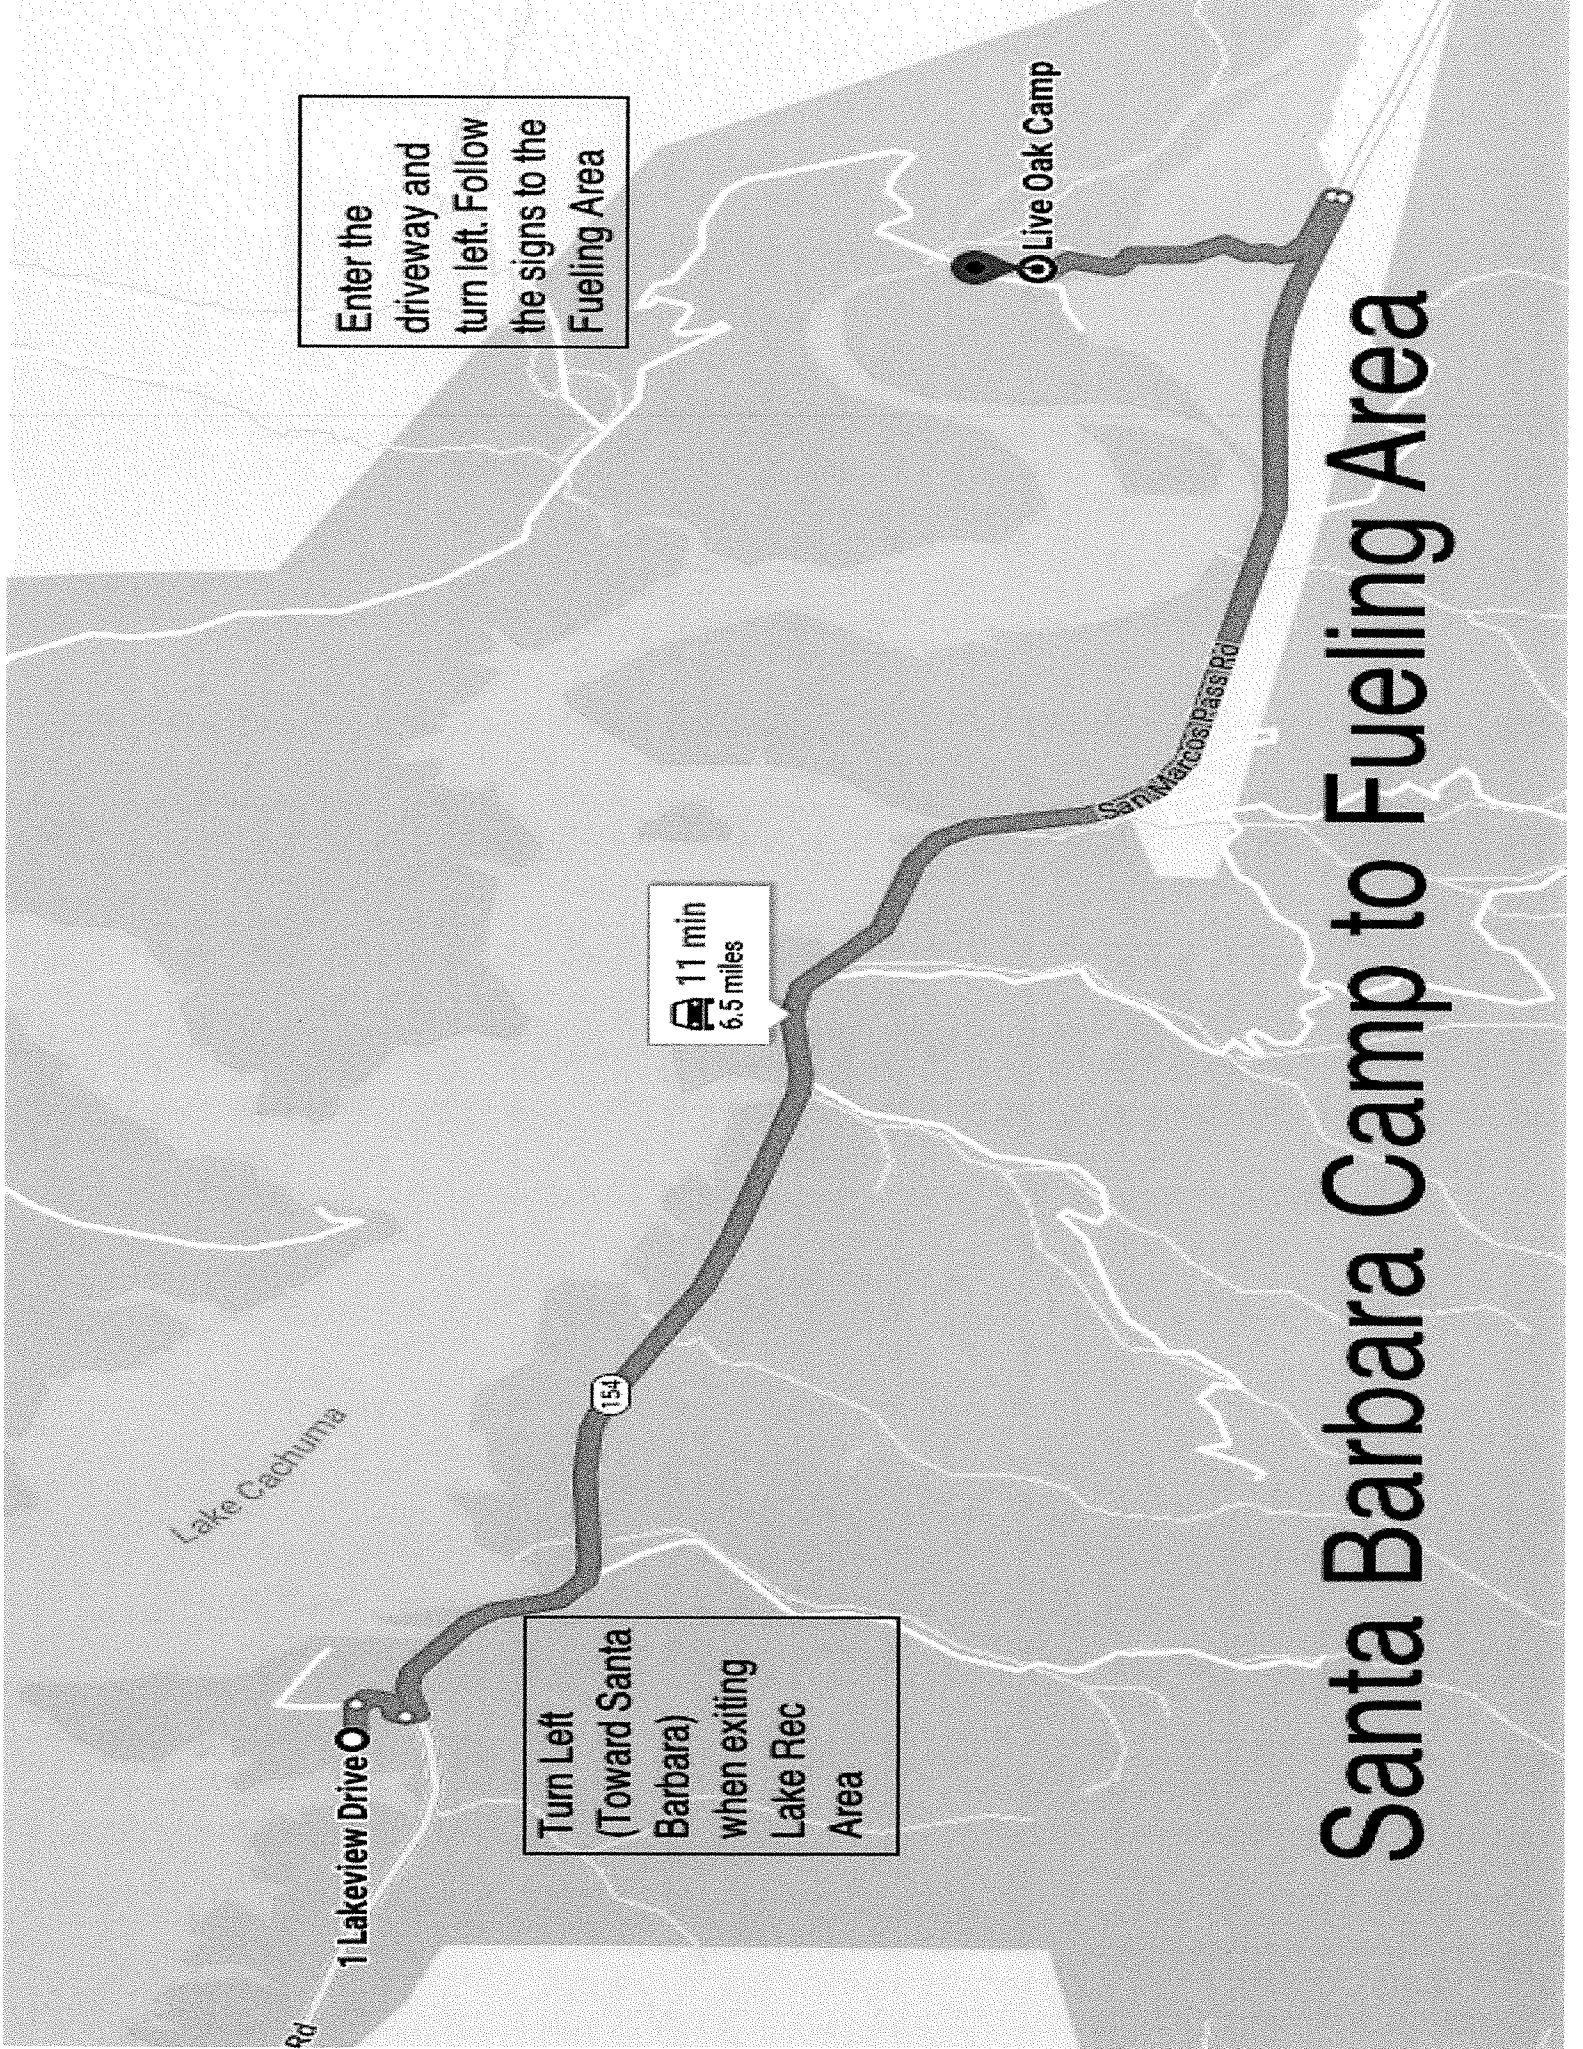 Enter the
driveway and
turn left. Follow
the signs to the
Fueling Area
Live Oak Camp
11 min
6.5 miles
San Marcos Pass Rd
154
Lake Cachuma
1 Lakeview Drive
Rd
Turn Left
(Toward Santa
Barbara)
when exiting
Lake Rec
Area
Santa Barbara Camp to Fueling Area